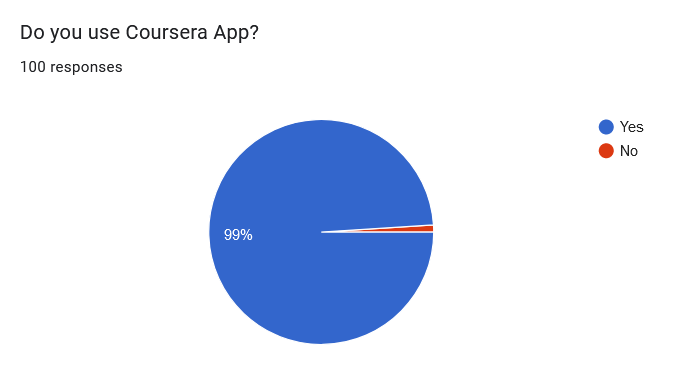 Do you use Coursera App?
100 responses
Yes
No
99%